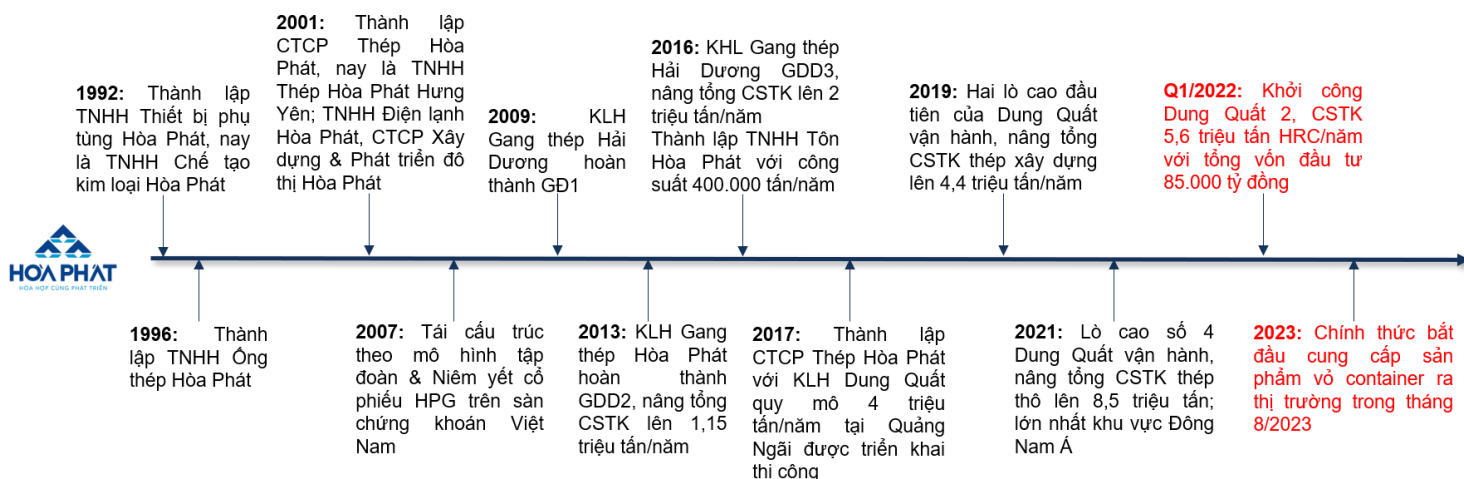 2001: Thành lập
CTCP Thép Hòa
Phát, nay là TNHH
Thép Hòa Phát Hưng
Yên; TNHH Điện lạnh
Hòa Phát, CTCP Xây
dựng & Phát triển đô
thị Hòa Phát
2016: KHL Gang thép
Hải Dương GDD3,
nâng tổng CSTK lên 2
triệu tấn/năm
Thành lập TNHH Tôn
Hòa Phát với công
suất 400.000 tấn/năm
1992: Thành lập
TNHH Thiết bị phụ
tùng Hòa Phát, nay
là TNHH Chế tạo
kim loại Hòa Phát
2009: KLH
Gang thép Hải
Dương hoàn
thành GĐ1
2019: Hai lò cao đầu
tiên của Dung Quất
vận hành, nâng tổng
CSTK thép xây dựng
lên 4,4 triệu tấn/năm
Q1/2022: Khởi công
Dung Quất 2, CSTK
5,6 triệu tấn HRC/năm
với tổng vốn đầu tư
85.000 tỷ đồng
HÒA PHÁT
HÒA HỢP CÙNG PHÁT TRIỂN
1996: Thành
lập TNHH Ống
thép Hòa Phát
2007: Tái cấu trúc
theo mô hình tập
đoàn & Niêm yết cổ
phiếu HPG trên sàn
chứng khoán Việt
Nam
2013: KLH Gang
thép Hòa Phát
hoàn thành
GDD2, nâng tổng
CSTK lên 1,15
triệu tấn/năm
2017: Thành lập
CTCP Thép Hòa Phát
với KLH Dung Quất
quy mô 4 triệu
tấn/năm tại Quảng
Ngãi được triển khai
thi công
2021: Lò cao số 4
Dung Quất vận hành,
nâng tổng CSTK thép
thô lên 8,5 triệu tấn;
lớn nhất khu vực Đông
Nam Á
2023: Chính thức bắt
đầu cung cấp sản
phẩm vỏ container ra
thị trường trong tháng
8/2023